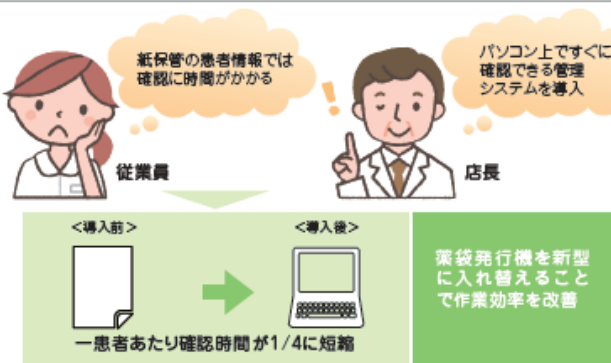 紙保管の患者情報では
確認に時間がかかる
パソコン上ですぐに
確認できる管理
システムを導入
従業員
店長
<導入前>
<導入後>
一患者あたり確認時間が1/4に短縮
薬袋発行機を新型
に入れ替えること
で作業効率を改善